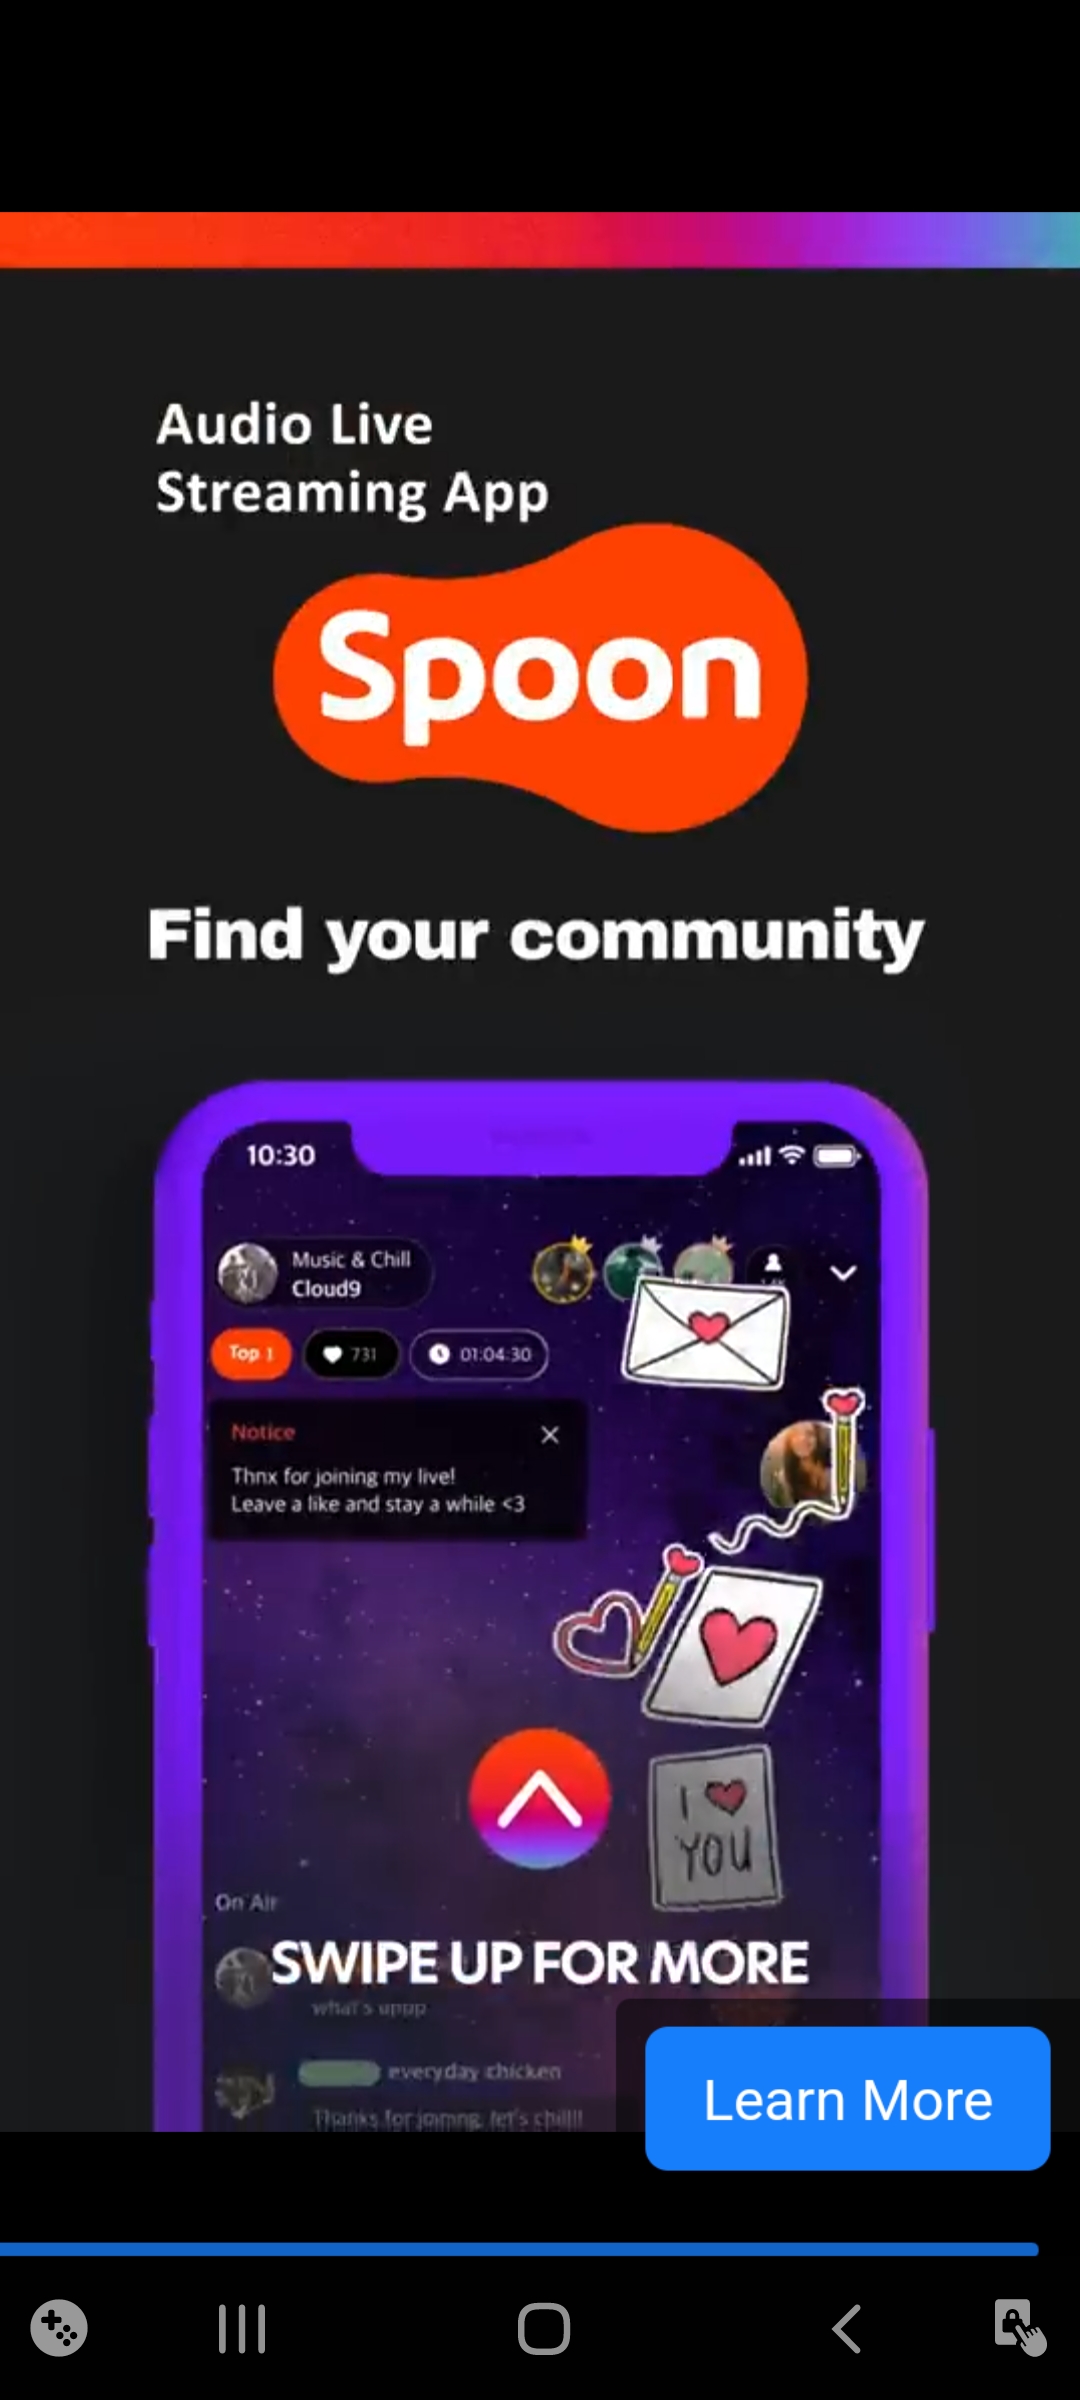 Audio Live
Streaming App
Spoon
Find your community
10:30
Music & Chill
Cloud9
Top 1
731
01:04:30
Notice
Thnx for joining my live!
Leave a like and stay a while <3
I
YOU
On Air
SWIPE UP FOR MORE
what's uppp
everyday chicken
Thanks for joining, let's chill!!
Learn More